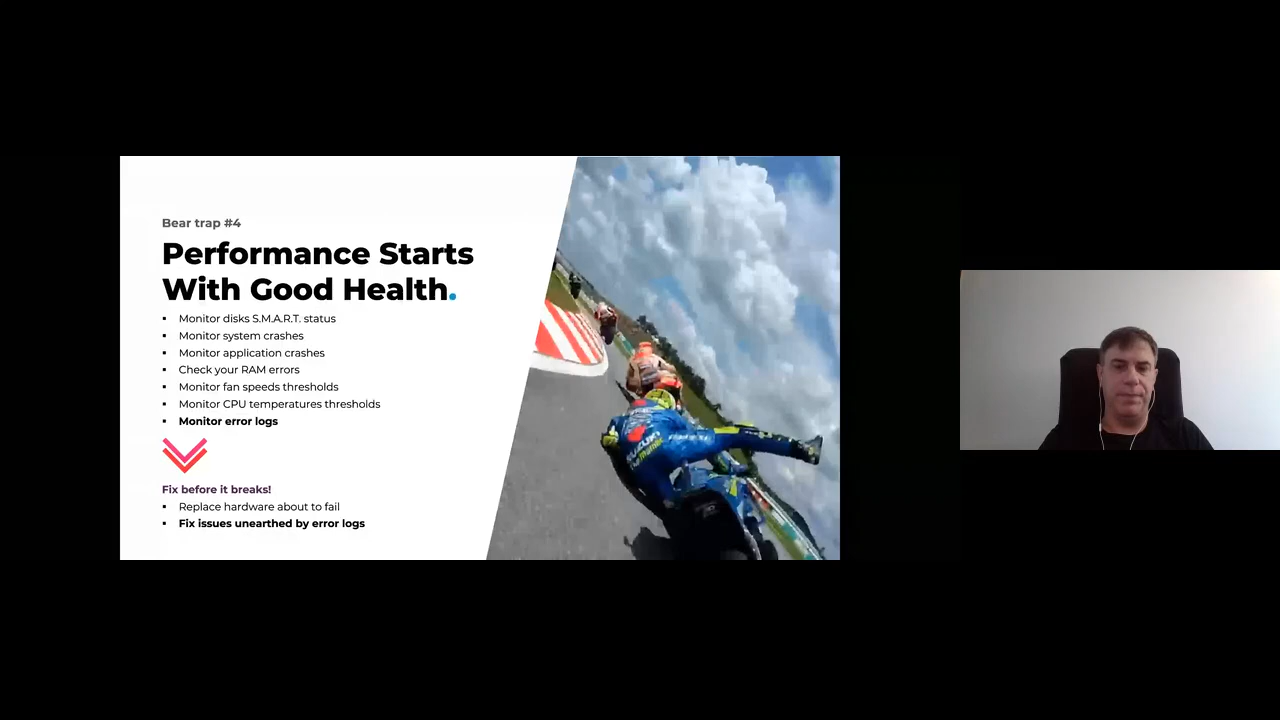 Bear trap #4
Performance Starts
With Good Health.
▪ Monitor disks S.M.A.R.T. status
▪ Monitor system crashes
▪ Monitor application crashes
▪ Check your RAM errors
▪ Monitor fan speeds thresholds
▪ Monitor CPU temperatures thresholds
▪ Monitor error logs
Fix before it breaks!
▪ Replace hardware about to fail
▪ Fix issues unearthed by error logs
SUZUKI